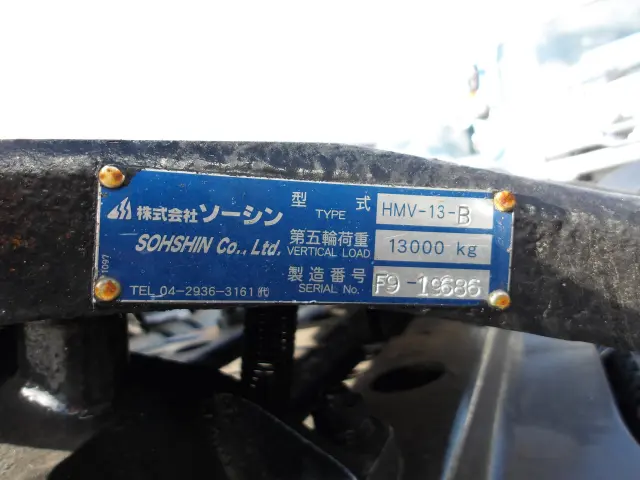 株式会社ソーシン
SOHSHIN Co., Ltd.
TEL 04-2936-3161㈹
1097
型式 HMV-13-B
TYPE
第五輪荷重 13000 kg
VERTICAL LOAD
製造番号 F9-19686
SERIAL No.